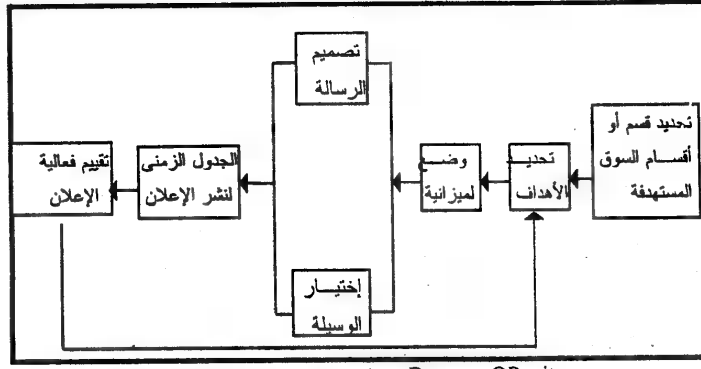 تصميم
الرسالة
تحديد قسم أو
أقسام السوق
المستهدفة
تحديد
الأهداف
وضع
لميزانية
الجدول الزمنى
لنشر الإعلان
تقييم فعالية
الإعلان
إختيار
الوسيلة